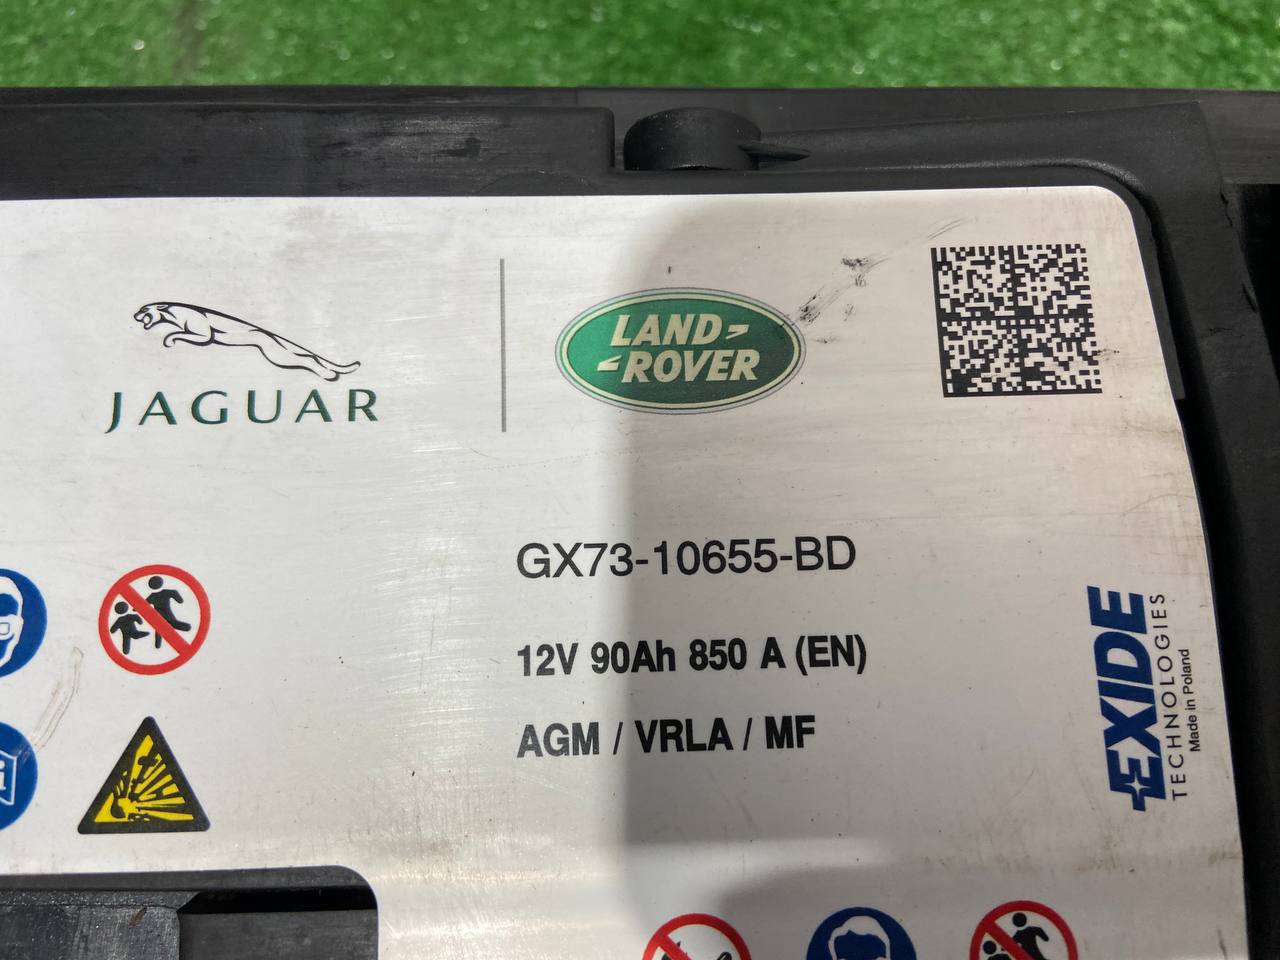 JAGUAR
LAND-
-ROVER
GX73-10655-BD
12V 90Ah 850 A (EN)
AGM / VRLA / MF
EXIDE
TECHNOLOGIES
Made in Poland